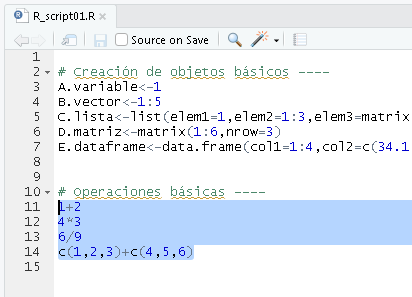 R_script01.R
Source on Save
1
2 # Creación de objetos básicos ----
3 A.variable<-1
4 B.vector<-1:5
5 C.lista<-list(elem1=1,elem2=1:3,elem3=matrix
6 D.matriz<-matrix(1:6,nrow=3)
7 E.dataframe<-data.frame(col1=1:4,col2=c(34.1
8
9
10 # Operaciones básicas ----
11 1+2
12 4*3
13 6/9
14 c(1,2,3)+c(4,5,6)
15